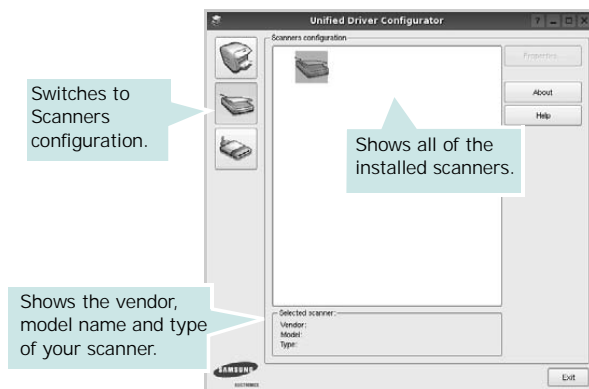 Unified Driver Configurator
Scanners configuration
Properties...
About
Help
Switches to
Scanners
configuration.
Shows all of the
installed scanners.
Shows the vendor,
model name and type
of your scanner.
Selected scanner:
Vendor:
Model:
Type:
SAMSUNG
ELECTRONICS
Exit